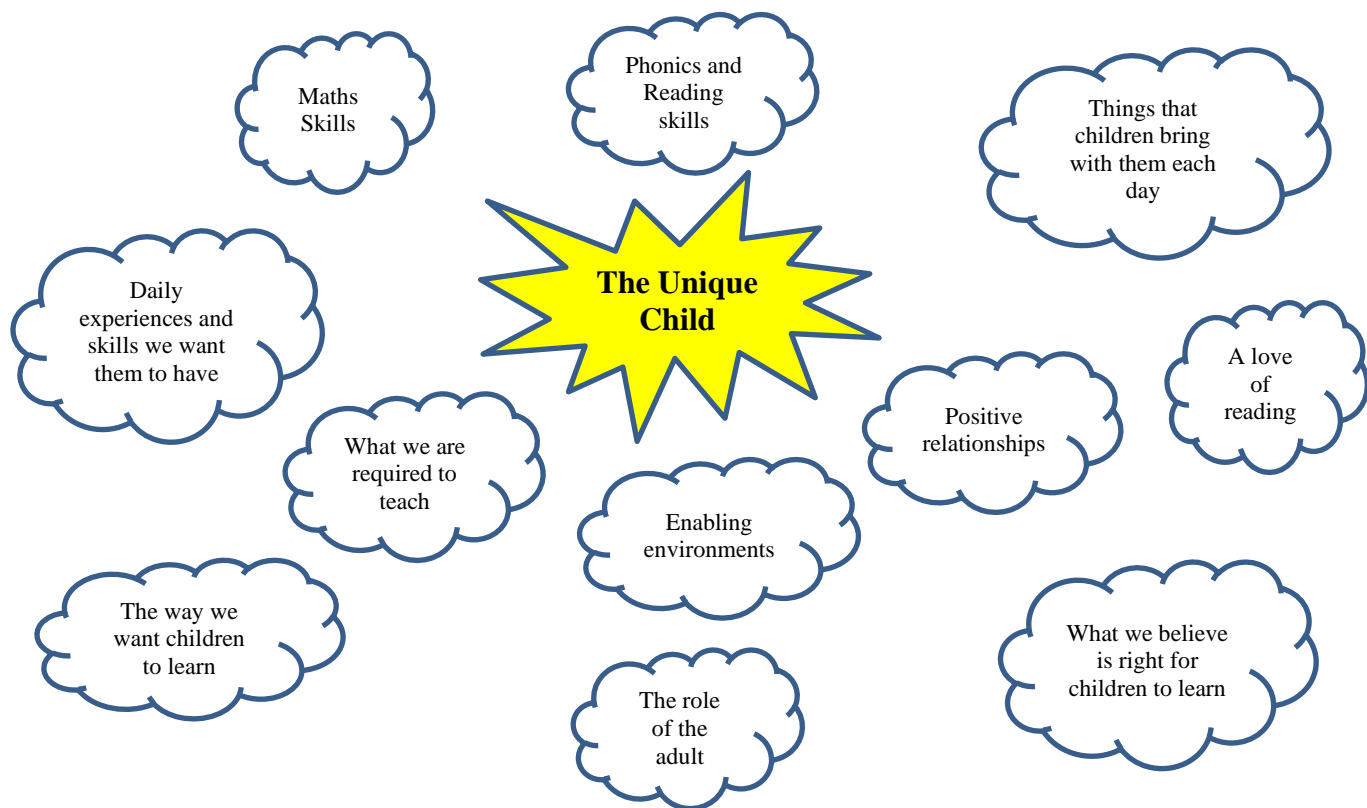 Maths
Skills
Phonics and
Reading
skills
Things that
children bring
with them each
day
The Unique
Child
Daily
experiences and
skills we want
them to have
A love
of
reading
Positive
relationships
What we are
required to
teach
Enabling
environments
The way we
want children
to learn
What we believe
is right for
children to learn
The role
of the
adult